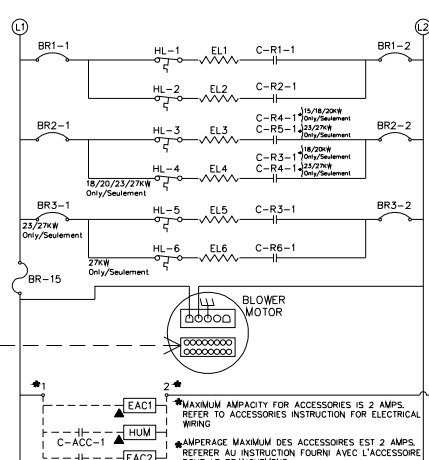 L1
L2
BR1-1
HL-1
EL1
C-R1-1
BR1-2
HL-2
EL2
C-R2-1
BR2-1
HL-3
EL3
C-R4-1
15/18/20KW
Only/Seulement
C-R5-1
23/27KW
Only/Seulement
BR2-2
18/20/23/27KW
Only/Seulement
HL-4
EL4
C-R3-1
18/20KW
Only/Seulement
C-R4-1
23/27KW
Only/Seulement
BR3-1
23/27KW
Only/Seulement
HL-5
EL5
C-R3-1
BR3-2
27KW
Only/Seulement
HL-6
EL6
C-R6-1
BR-15
BLOWER
MOTOR
*1
2*
EAC1
HUM
C-ACC-1
EAC2
*MAXIMUM AMPACITY FOR ACCESSORIES IS 2 AMPS.
REFER TO ACCESSORIES INSTRUCTION FOR ELECTRICAL
WIRING
*AMPERAGE MAXIMUM DES ACCESSOIRES EST 2 AMPS.
REFERER AU INSTRUCTION FOURNI AVEC L'ACCESSOIRE